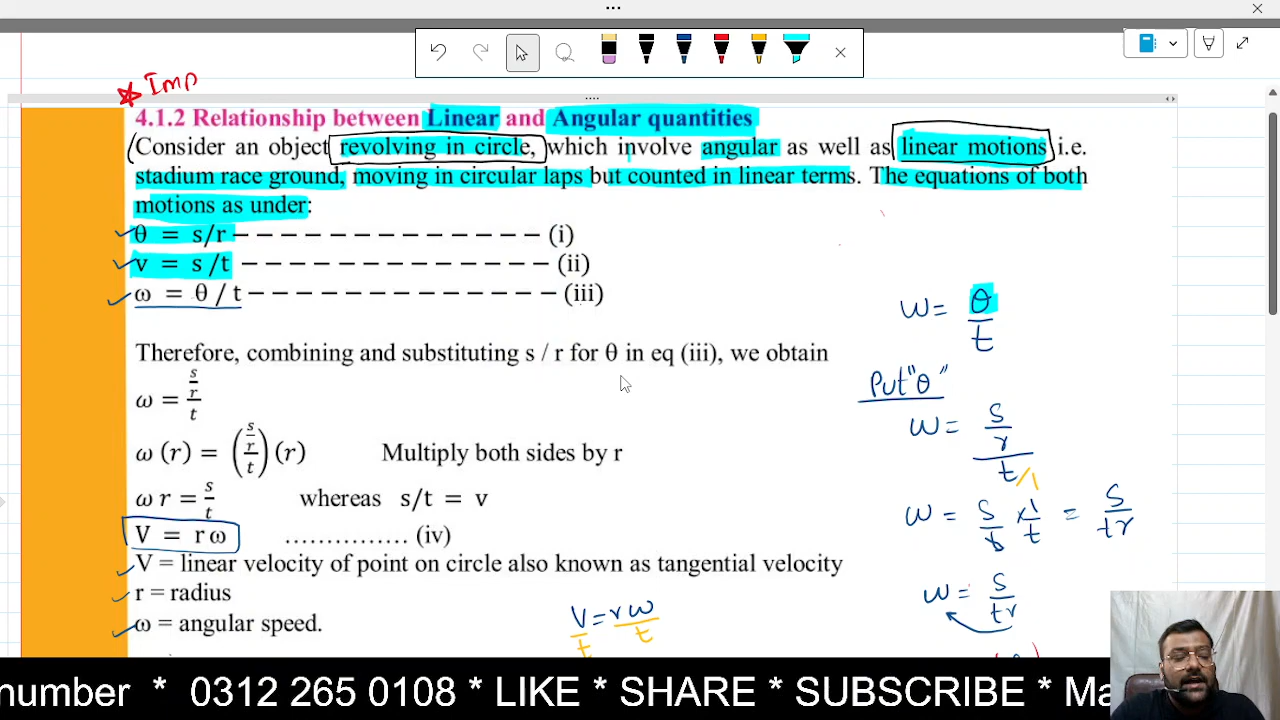 * Imp
4.1.2 Relationship between Linear and Angular quantities
Consider an object revolving in circle, which involve angular as well as linear motions i.e.
stadium race ground, moving in circular laps but counted in linear terms. The equations of both
motions as under:
θ = s/r – – – – – – – – – – – – – (i)
v = s/t – – – – – – – – – – – – – (ii)
ω = θ / t – – – – – – – – – – – – – (iii)
ω = θ/t
Therefore, combining and substituting s / r for θ in eq (iii), we obtain
Put "θ"
ω = (s/r)/t
ω = (s/r)/(t/1)
ω (r) = ((s/r)/t) (r) Multiply both sides by r
ω r = s/t whereas s/t = v
ω = s/r × 1/t = s/tr
V = r ω …………… (iv)
V = linear velocity of point on circle also known as tangential velocity
r = radius
ω = s/tr
ω = angular speed.
V/t = rω/t
number * 0312 265 0108 * LIKE * SHARE * SUBSCRIBE * Ma